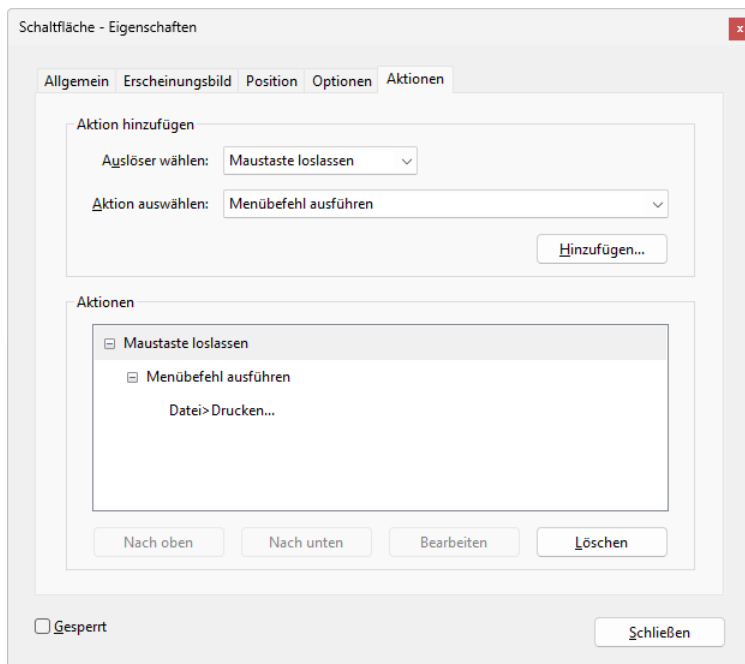 Schaltfläche - Eigenschaften
x
Allgemein Erscheinungsbild Position Optionen Aktionen
Aktion hinzufügen
Auslöser wählen: Maustaste loslassen
Aktion auswählen: Menübefehl ausführen
Hinzufügen...
Aktionen
Maustaste loslassen
Menübefehl ausführen
Datei>Drucken...
Nach oben Nach unten Bearbeiten Löschen
Gesperrt
Schließen